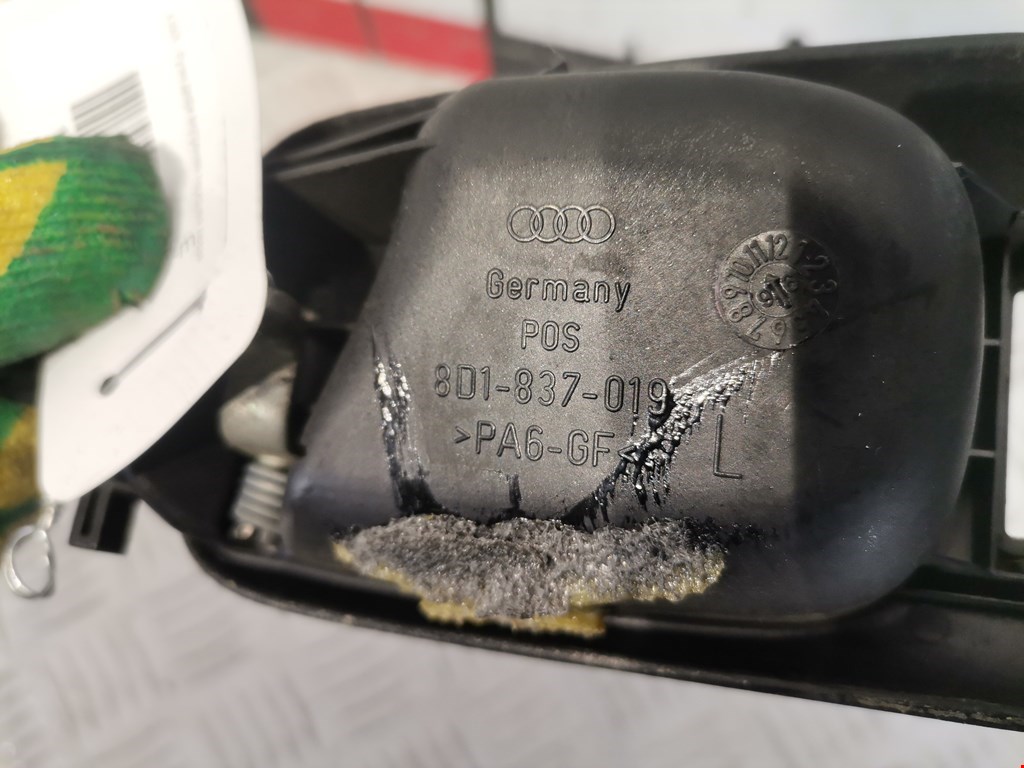 Germany
POS
8D1-837-019
>PA6-GF<
L